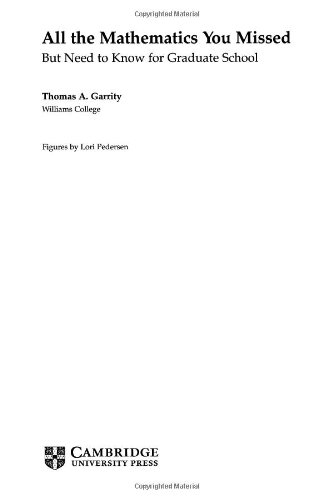 Copyrighted Material
All the Mathematics You Missed
But Need to Know for Graduate School
Thomas A. Garrity
Williams College
Figures by Lori Pedersen
CAMBRIDGE
UNIVERSITY PRESS
Copyrighted Material